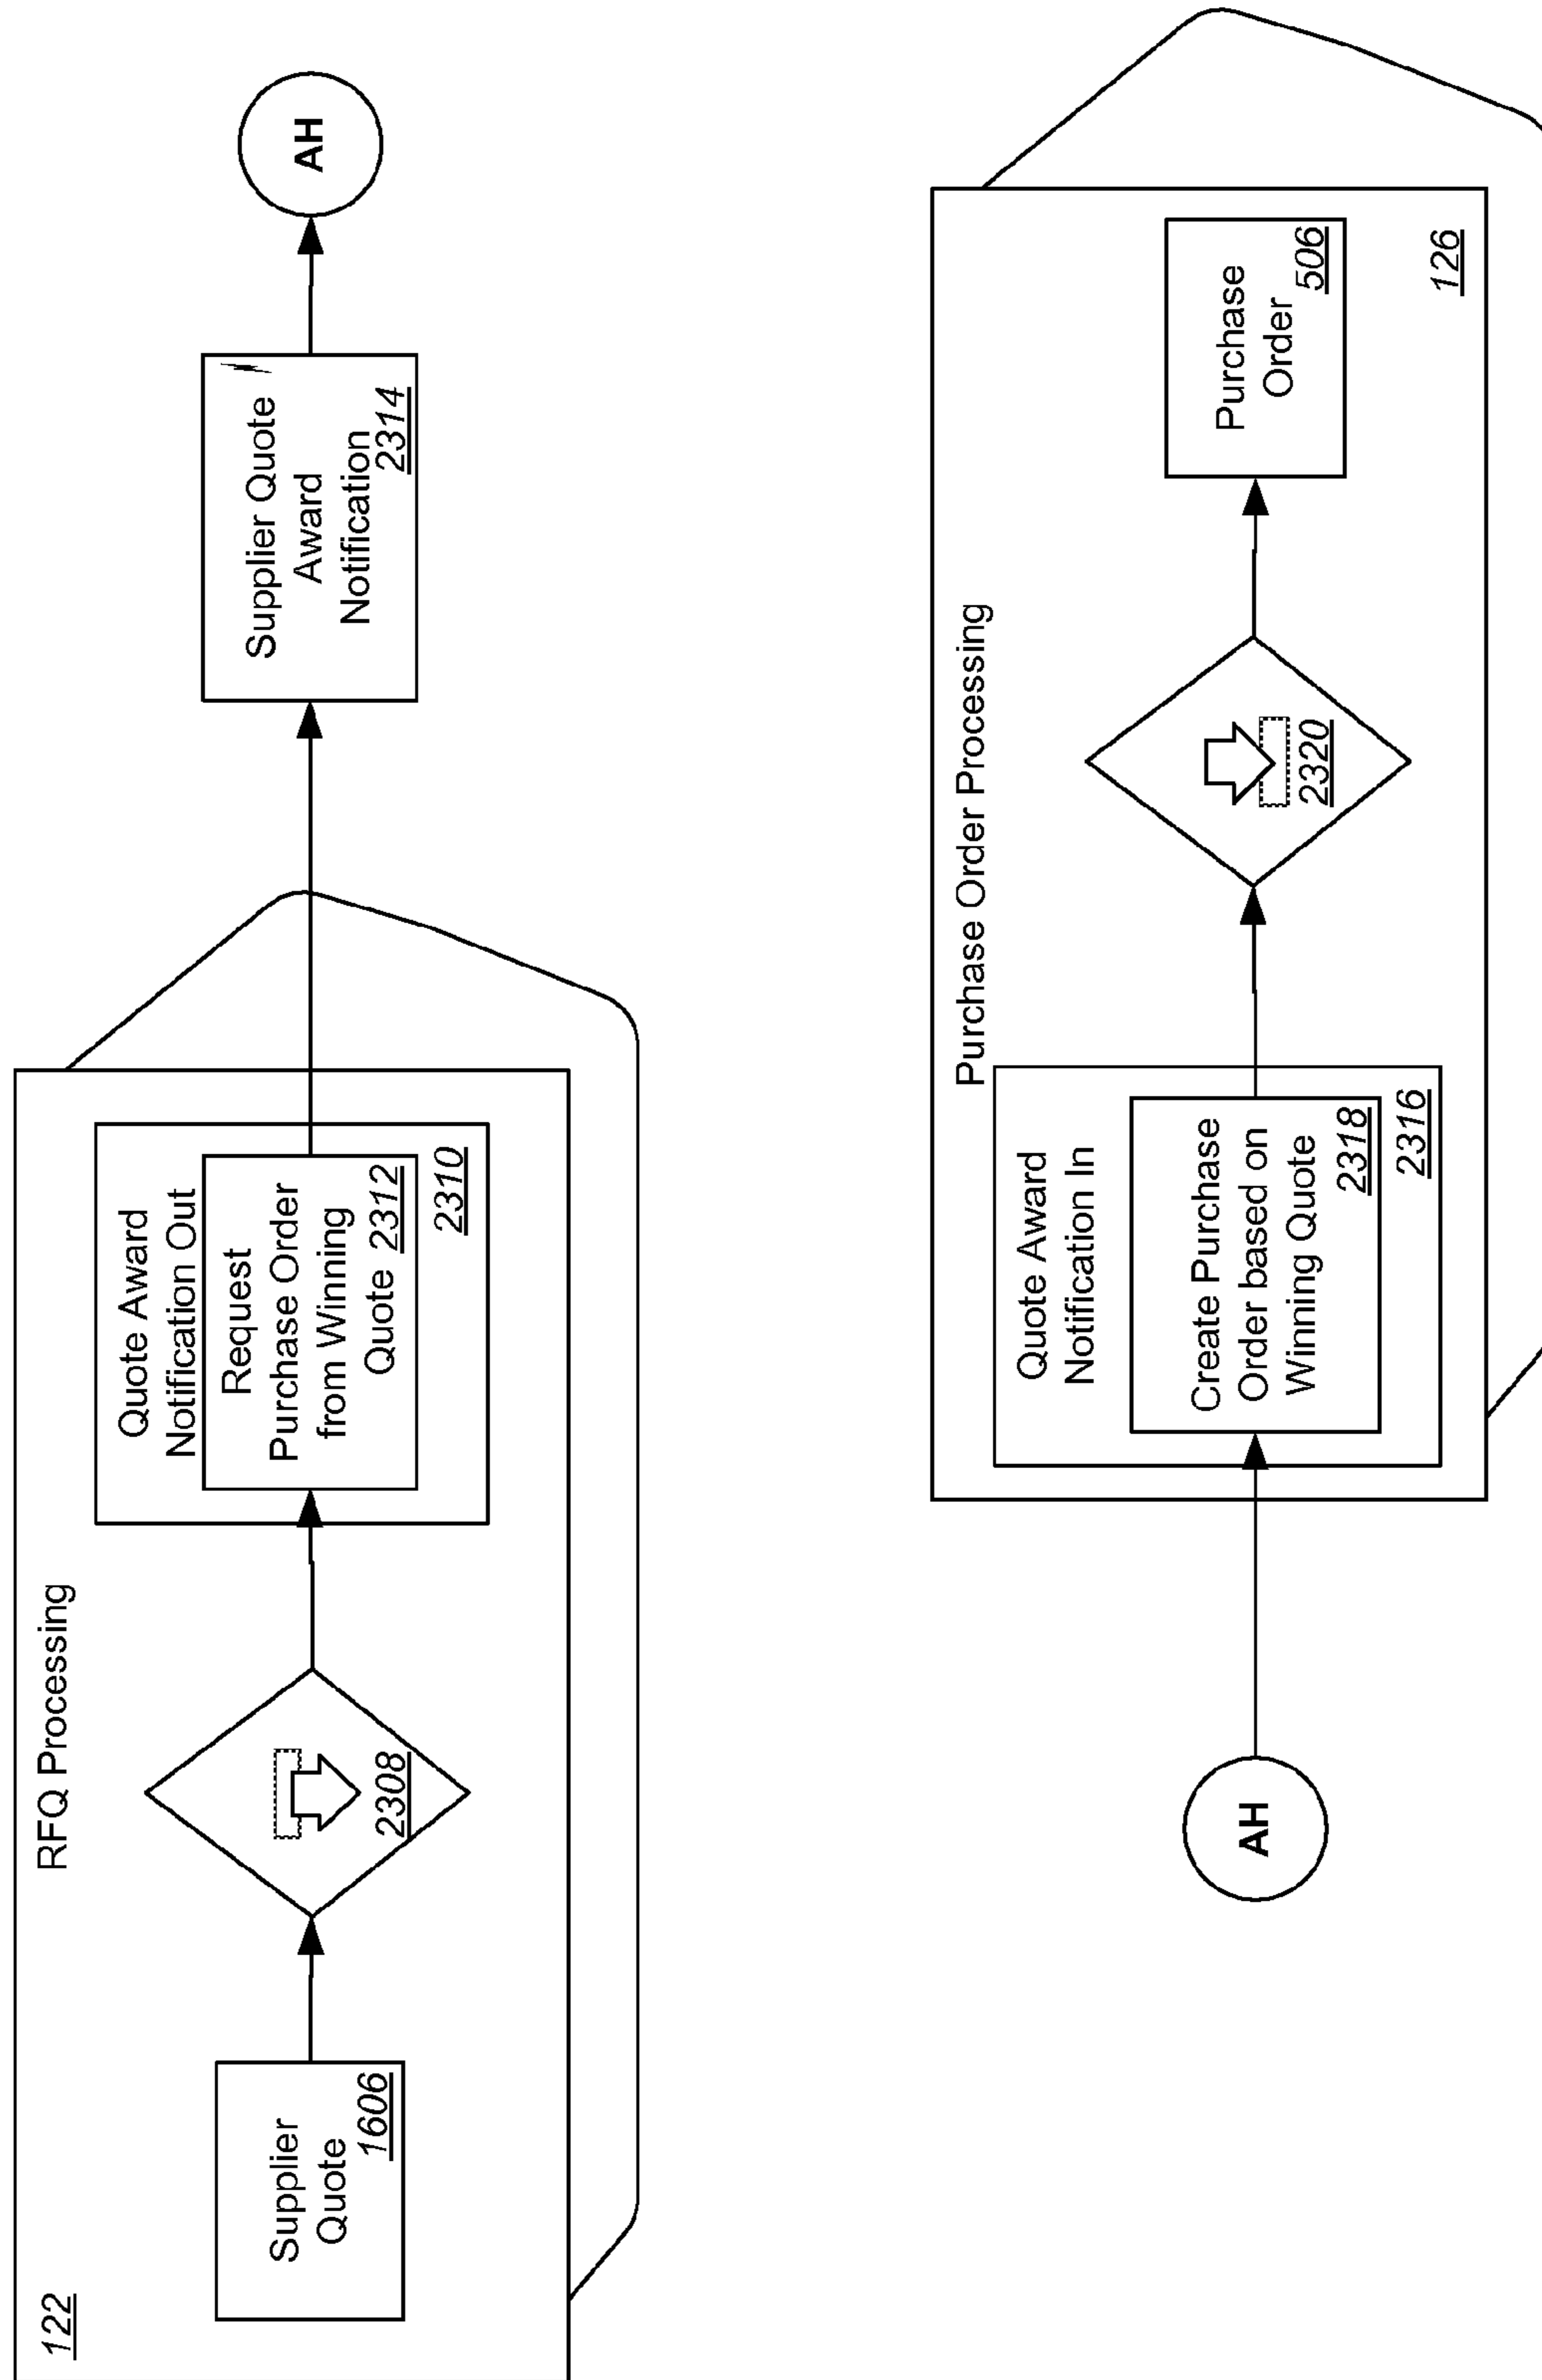 122
RFQ Processing
Supplier
Quote
1606
2308
Quote Award
Notification Out
Request
Purchase Order
from Winning
Quote 2312
2310
Supplier Quote
Award
Notification
2314
AH
AH
Purchase Order Processing
Quote Award
Notification In
Create Purchase
Order based on
Winning Quote
2318
2316
2320
Purchase
Order
506
126